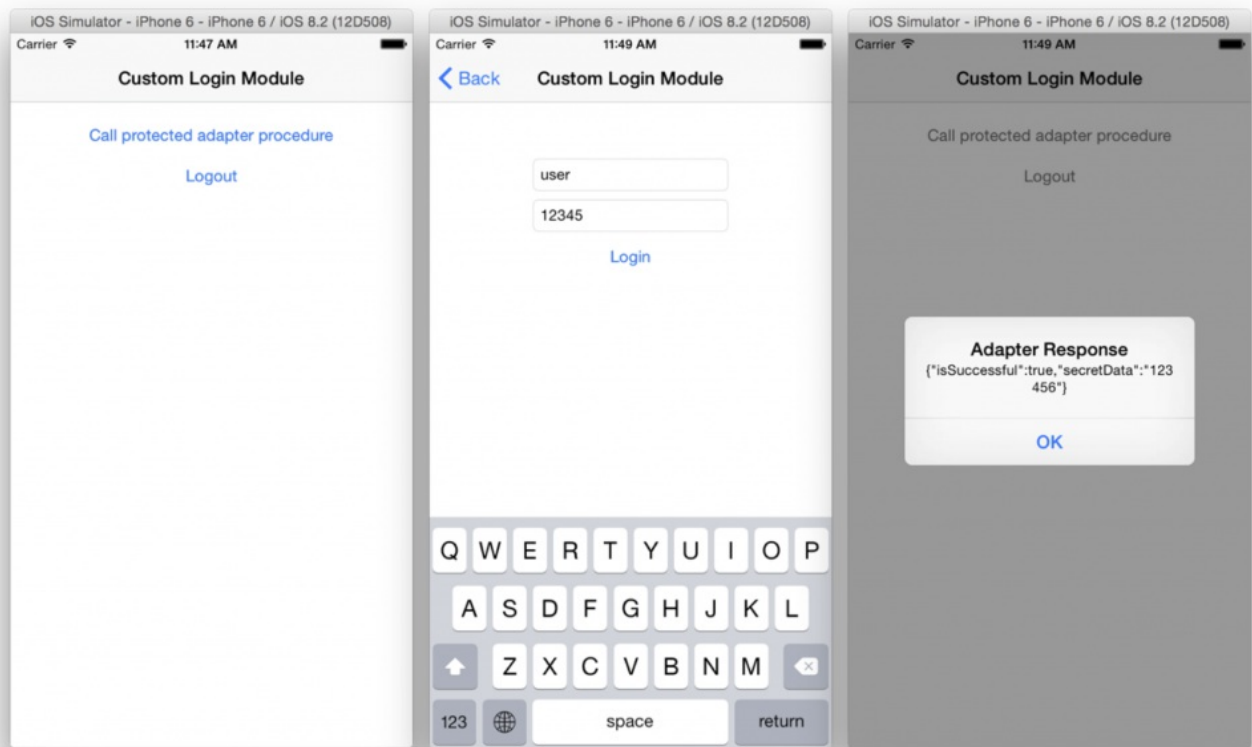 iOS Simulator - iPhone 6 - iPhone 6 / iOS 8.2 (12D508)
Carrier 11:47 AM
Custom Login Module
Call protected adapter procedure
Logout
iOS Simulator - iPhone 6 - iPhone 6 / iOS 8.2 (12D508)
Carrier 11:49 AM
Back Custom Login Module
user
12345
Login
Q W E R T Y U I O P
A S D F G H J K L
Z X C V B N M
123 space return
iOS Simulator - iPhone 6 - iPhone 6 / iOS 8.2 (12D508)
Carrier 11:49 AM
Custom Login Module
Call protected adapter procedure
Logout
Adapter Response
{"isSuccessful":true,"secretData":"123
456"}
OK